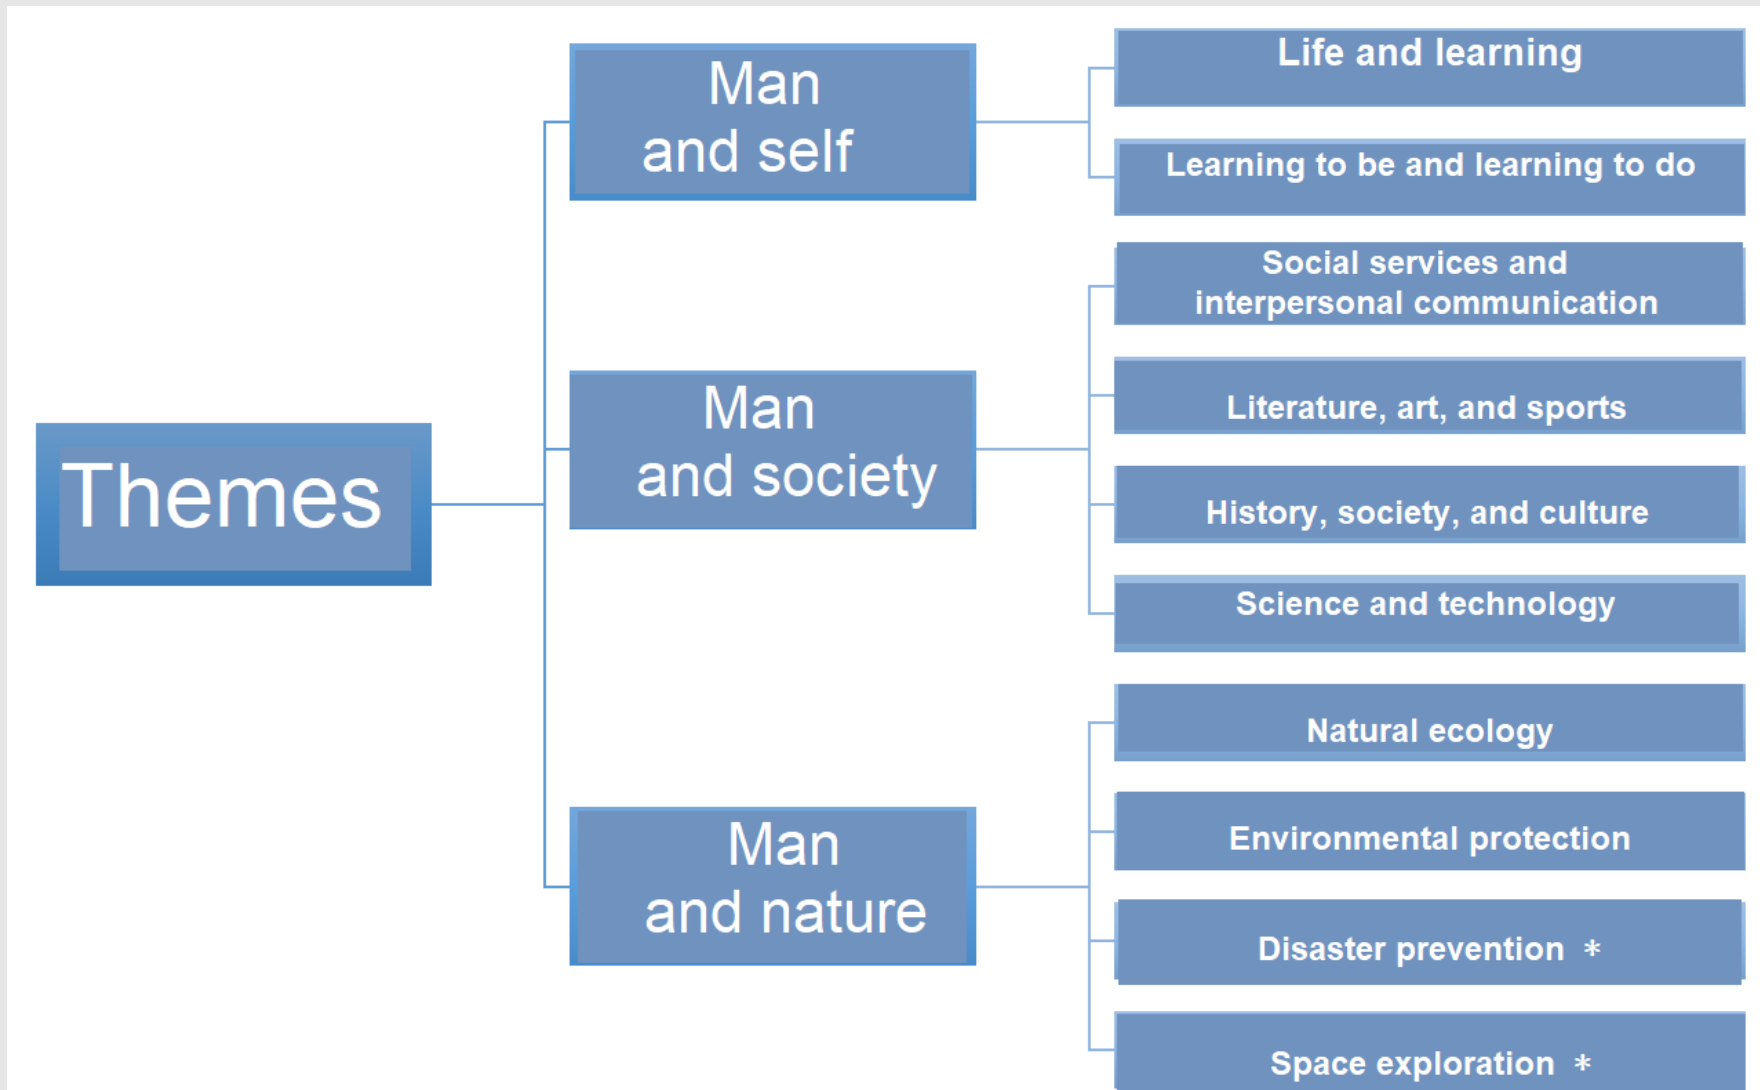 Themes
Man
and self
Life and learning
Learning to be and learning to do
Man
and society
Social services and
interpersonal communication
Literature, art, and sports
History, society, and culture
Science and technology
Man
and nature
Natural ecology
Environmental protection
Disaster prevention *
Space exploration *